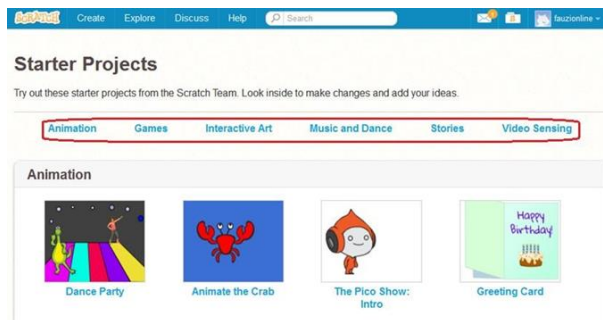 SCRATCH Create Explore Discuss Help Search fauzionline
Starter Projects
Try out these starter projects from the Scratch Team. Look inside to make changes and add your ideas.
Animation Games Interactive Art Music and Dance Stories Video Sensing
Animation
Happy
Birthday!
Dance Party Animate the Crab The Pico Show: Greeting Card
Intro